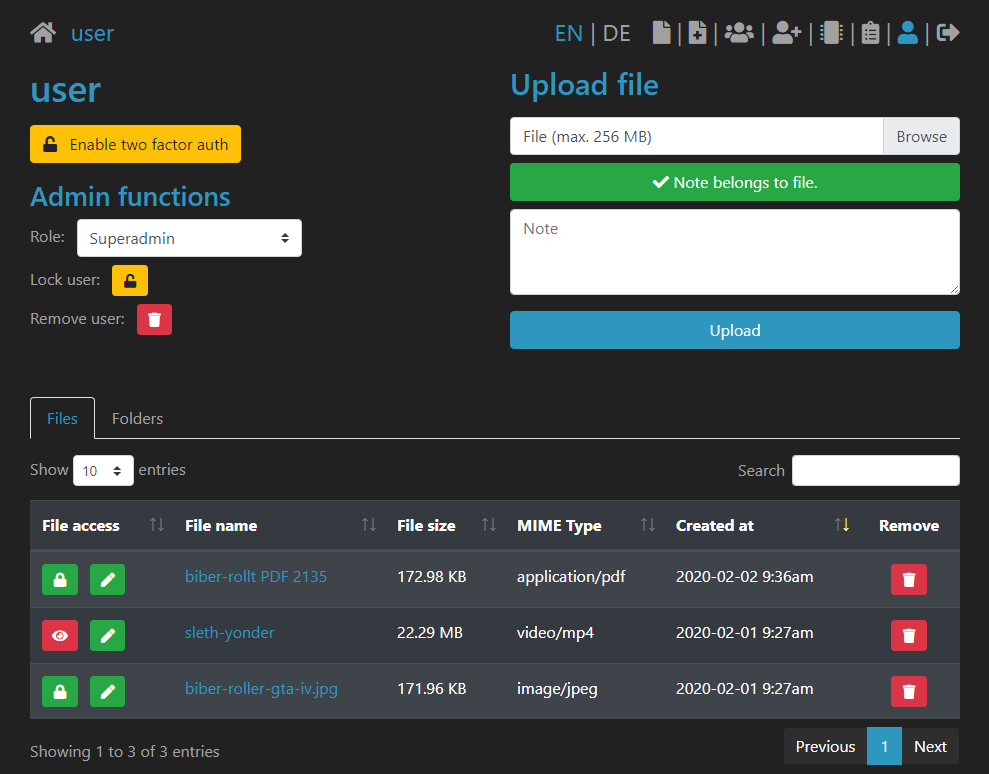 user EN | DE | | | | | | |
user
Enable two factor auth
Admin functions
Role: Superadmin
Lock user:
Remove user:
Upload file
File (max. 256 MB) Browse
Note belongs to file.
Note
Upload
Files Folders
Show 10 entries Search
File access File name File size MIME Type Created at Remove
biber-rollt PDF 2135 172.98 KB application/pdf 2020-02-02 9:36am
sleth-yonder 22.29 MB video/mp4 2020-02-01 9:27am
biber-roller-gta-iv.jpg 171.96 KB image/jpeg 2020-02-01 9:27am
Showing 1 to 3 of 3 entries Previous 1 Next